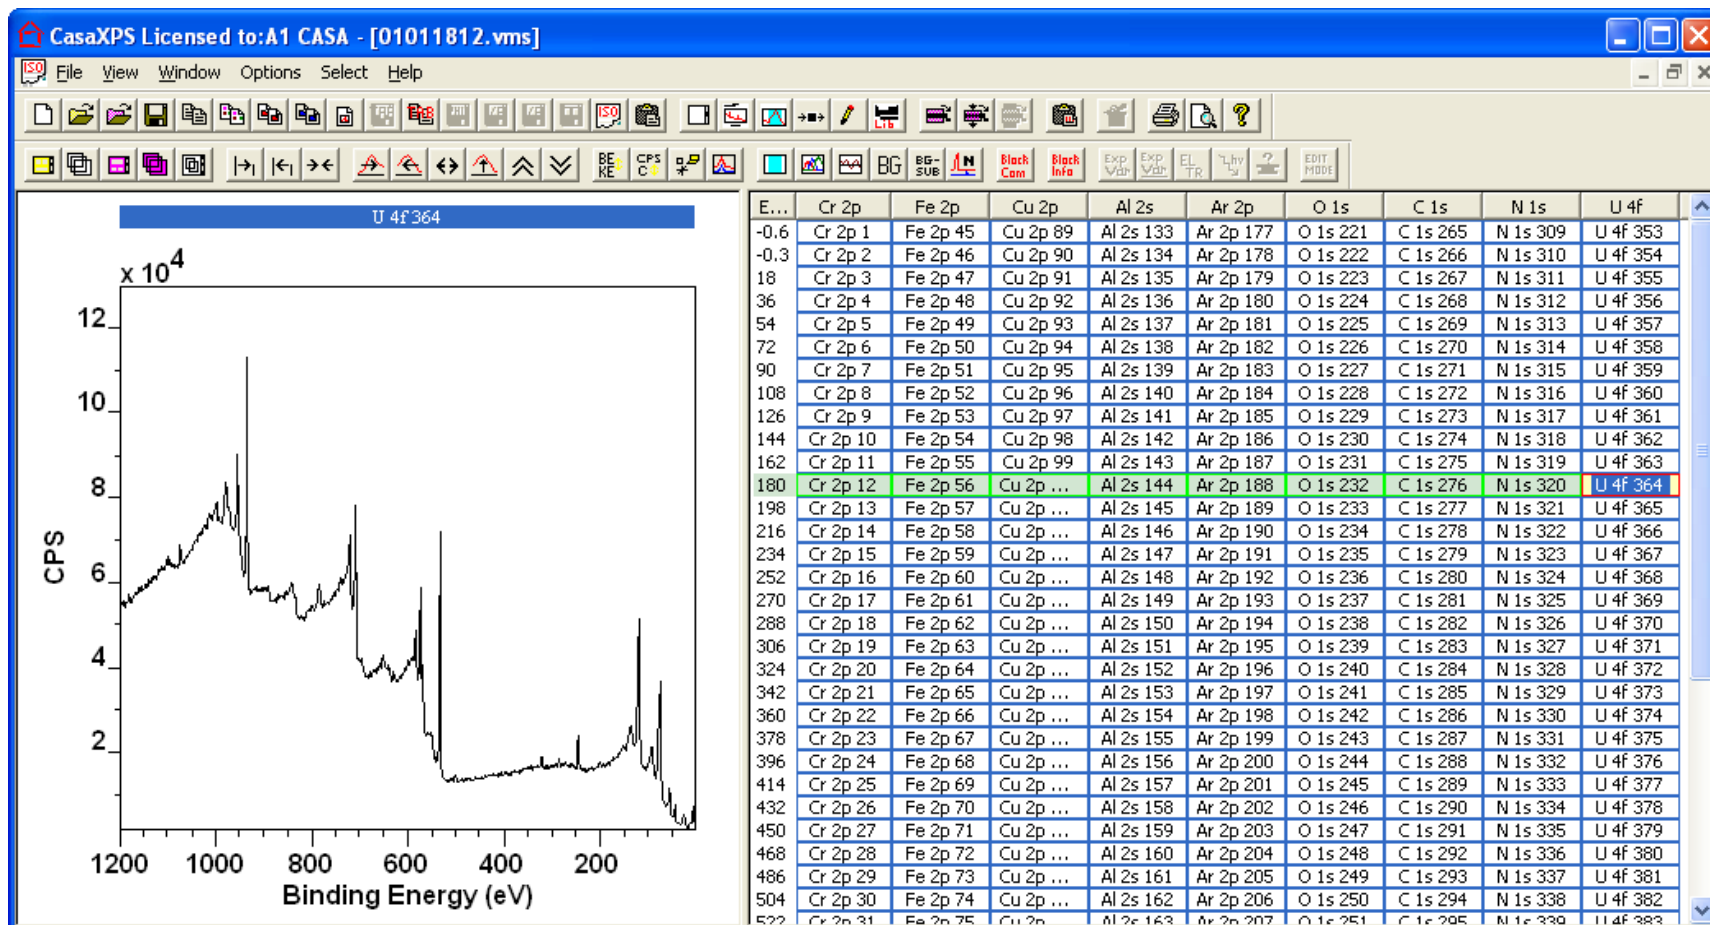 CasaXPS Licensed to:A1 CASA - [01011812.vms]
File View Window Options Select Help
BE KE CPS C BG BG-SUB N Block Com Block Info Exp Var Exp Var EL TR hv ? EDIT MODE
U 4f 364
x 10^4
12
10
8
6
4
2
CPS
1200 1000 800 600 400 200
Binding Energy (eV)
E... Cr 2p Fe 2p Cu 2p Al 2s Ar 2p O 1s C 1s N 1s U 4f
-0.6 Cr 2p 1 Fe 2p 45 Cu 2p 89 Al 2s 133 Ar 2p 177 O 1s 221 C 1s 265 N 1s 309 U 4f 353
-0.3 Cr 2p 2 Fe 2p 46 Cu 2p 90 Al 2s 134 Ar 2p 178 O 1s 222 C 1s 266 N 1s 310 U 4f 354
18 Cr 2p 3 Fe 2p 47 Cu 2p 91 Al 2s 135 Ar 2p 179 O 1s 223 C 1s 267 N 1s 311 U 4f 355
36 Cr 2p 4 Fe 2p 48 Cu 2p 92 Al 2s 136 Ar 2p 180 O 1s 224 C 1s 268 N 1s 312 U 4f 356
54 Cr 2p 5 Fe 2p 49 Cu 2p 93 Al 2s 137 Ar 2p 181 O 1s 225 C 1s 269 N 1s 313 U 4f 357
72 Cr 2p 6 Fe 2p 50 Cu 2p 94 Al 2s 138 Ar 2p 182 O 1s 226 C 1s 270 N 1s 314 U 4f 358
90 Cr 2p 7 Fe 2p 51 Cu 2p 95 Al 2s 139 Ar 2p 183 O 1s 227 C 1s 271 N 1s 315 U 4f 359
108 Cr 2p 8 Fe 2p 52 Cu 2p 96 Al 2s 140 Ar 2p 184 O 1s 228 C 1s 272 N 1s 316 U 4f 360
126 Cr 2p 9 Fe 2p 53 Cu 2p 97 Al 2s 141 Ar 2p 185 O 1s 229 C 1s 273 N 1s 317 U 4f 361
144 Cr 2p 10 Fe 2p 54 Cu 2p 98 Al 2s 142 Ar 2p 186 O 1s 230 C 1s 274 N 1s 318 U 4f 362
162 Cr 2p 11 Fe 2p 55 Cu 2p 99 Al 2s 143 Ar 2p 187 O 1s 231 C 1s 275 N 1s 319 U 4f 363
180 Cr 2p 12 Fe 2p 56 Cu 2p ... Al 2s 144 Ar 2p 188 O 1s 232 C 1s 276 N 1s 320 U 4f 364
198 Cr 2p 13 Fe 2p 57 Cu 2p ... Al 2s 145 Ar 2p 189 O 1s 233 C 1s 277 N 1s 321 U 4f 365
216 Cr 2p 14 Fe 2p 58 Cu 2p ... Al 2s 146 Ar 2p 190 O 1s 234 C 1s 278 N 1s 322 U 4f 366
234 Cr 2p 15 Fe 2p 59 Cu 2p ... Al 2s 147 Ar 2p 191 O 1s 235 C 1s 279 N 1s 323 U 4f 367
252 Cr 2p 16 Fe 2p 60 Cu 2p ... Al 2s 148 Ar 2p 192 O 1s 236 C 1s 280 N 1s 324 U 4f 368
270 Cr 2p 17 Fe 2p 61 Cu 2p ... Al 2s 149 Ar 2p 193 O 1s 237 C 1s 281 N 1s 325 U 4f 369
288 Cr 2p 18 Fe 2p 62 Cu 2p ... Al 2s 150 Ar 2p 194 O 1s 238 C 1s 282 N 1s 326 U 4f 370
306 Cr 2p 19 Fe 2p 63 Cu 2p ... Al 2s 151 Ar 2p 195 O 1s 239 C 1s 283 N 1s 327 U 4f 371
324 Cr 2p 20 Fe 2p 64 Cu 2p ... Al 2s 152 Ar 2p 196 O 1s 240 C 1s 284 N 1s 328 U 4f 372
342 Cr 2p 21 Fe 2p 65 Cu 2p ... Al 2s 153 Ar 2p 197 O 1s 241 C 1s 285 N 1s 329 U 4f 373
360 Cr 2p 22 Fe 2p 66 Cu 2p ... Al 2s 154 Ar 2p 198 O 1s 242 C 1s 286 N 1s 330 U 4f 374
378 Cr 2p 23 Fe 2p 67 Cu 2p ... Al 2s 155 Ar 2p 199 O 1s 243 C 1s 287 N 1s 331 U 4f 375
396 Cr 2p 24 Fe 2p 68 Cu 2p ... Al 2s 156 Ar 2p 200 O 1s 244 C 1s 288 N 1s 332 U 4f 376
414 Cr 2p 25 Fe 2p 69 Cu 2p ... Al 2s 157 Ar 2p 201 O 1s 245 C 1s 289 N 1s 333 U 4f 377
432 Cr 2p 26 Fe 2p 70 Cu 2p ... Al 2s 158 Ar 2p 202 O 1s 246 C 1s 290 N 1s 334 U 4f 378
450 Cr 2p 27 Fe 2p 71 Cu 2p ... Al 2s 159 Ar 2p 203 O 1s 247 C 1s 291 N 1s 335 U 4f 379
468 Cr 2p 28 Fe 2p 72 Cu 2p ... Al 2s 160 Ar 2p 204 O 1s 248 C 1s 292 N 1s 336 U 4f 380
486 Cr 2p 29 Fe 2p 73 Cu 2p ... Al 2s 161 Ar 2p 205 O 1s 249 C 1s 293 N 1s 337 U 4f 381
504 Cr 2p 30 Fe 2p 74 Cu 2p ... Al 2s 162 Ar 2p 206 O 1s 250 C 1s 294 N 1s 338 U 4f 382
522 Cr 2p 31 Fe 2p 75 Cu 2p ... Al 2s 163 Ar 2p 207 O 1s 251 C 1s 295 N 1s 339 U 4f 383